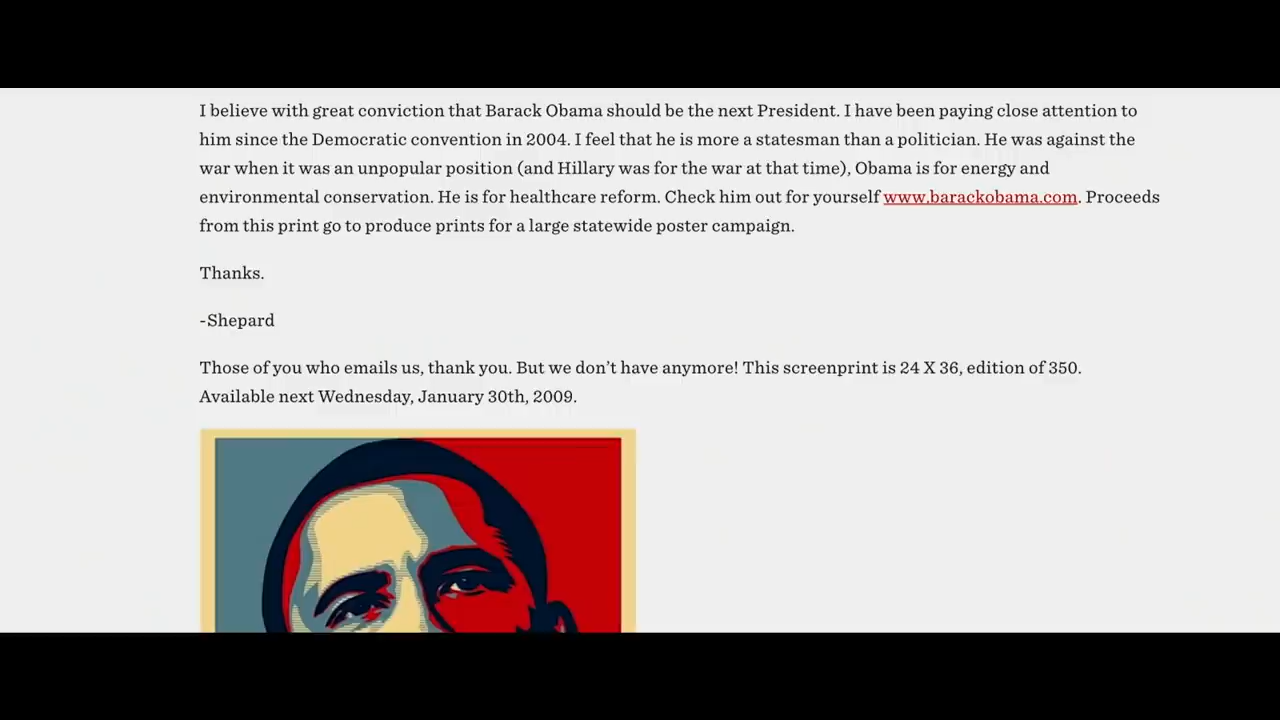 I believe with great conviction that Barack Obama should be the next President. I have been paying close attention to
him since the Democratic convention in 2004. I feel that he is more a statesman than a politician. He was against the
war when it was an unpopular position (and Hillary was for the war at that time), Obama is for energy and
environmental conservation. He is for healthcare reform. Check him out for yourself www.barackobama.com. Proceeds
from this print go to produce prints for a large statewide poster campaign.
Thanks.
-Shepard
Those of you who emails us, thank you. But we don’t have anymore! This screenprint is 24 X 36, edition of 350.
Available next Wednesday, January 30th, 2009.